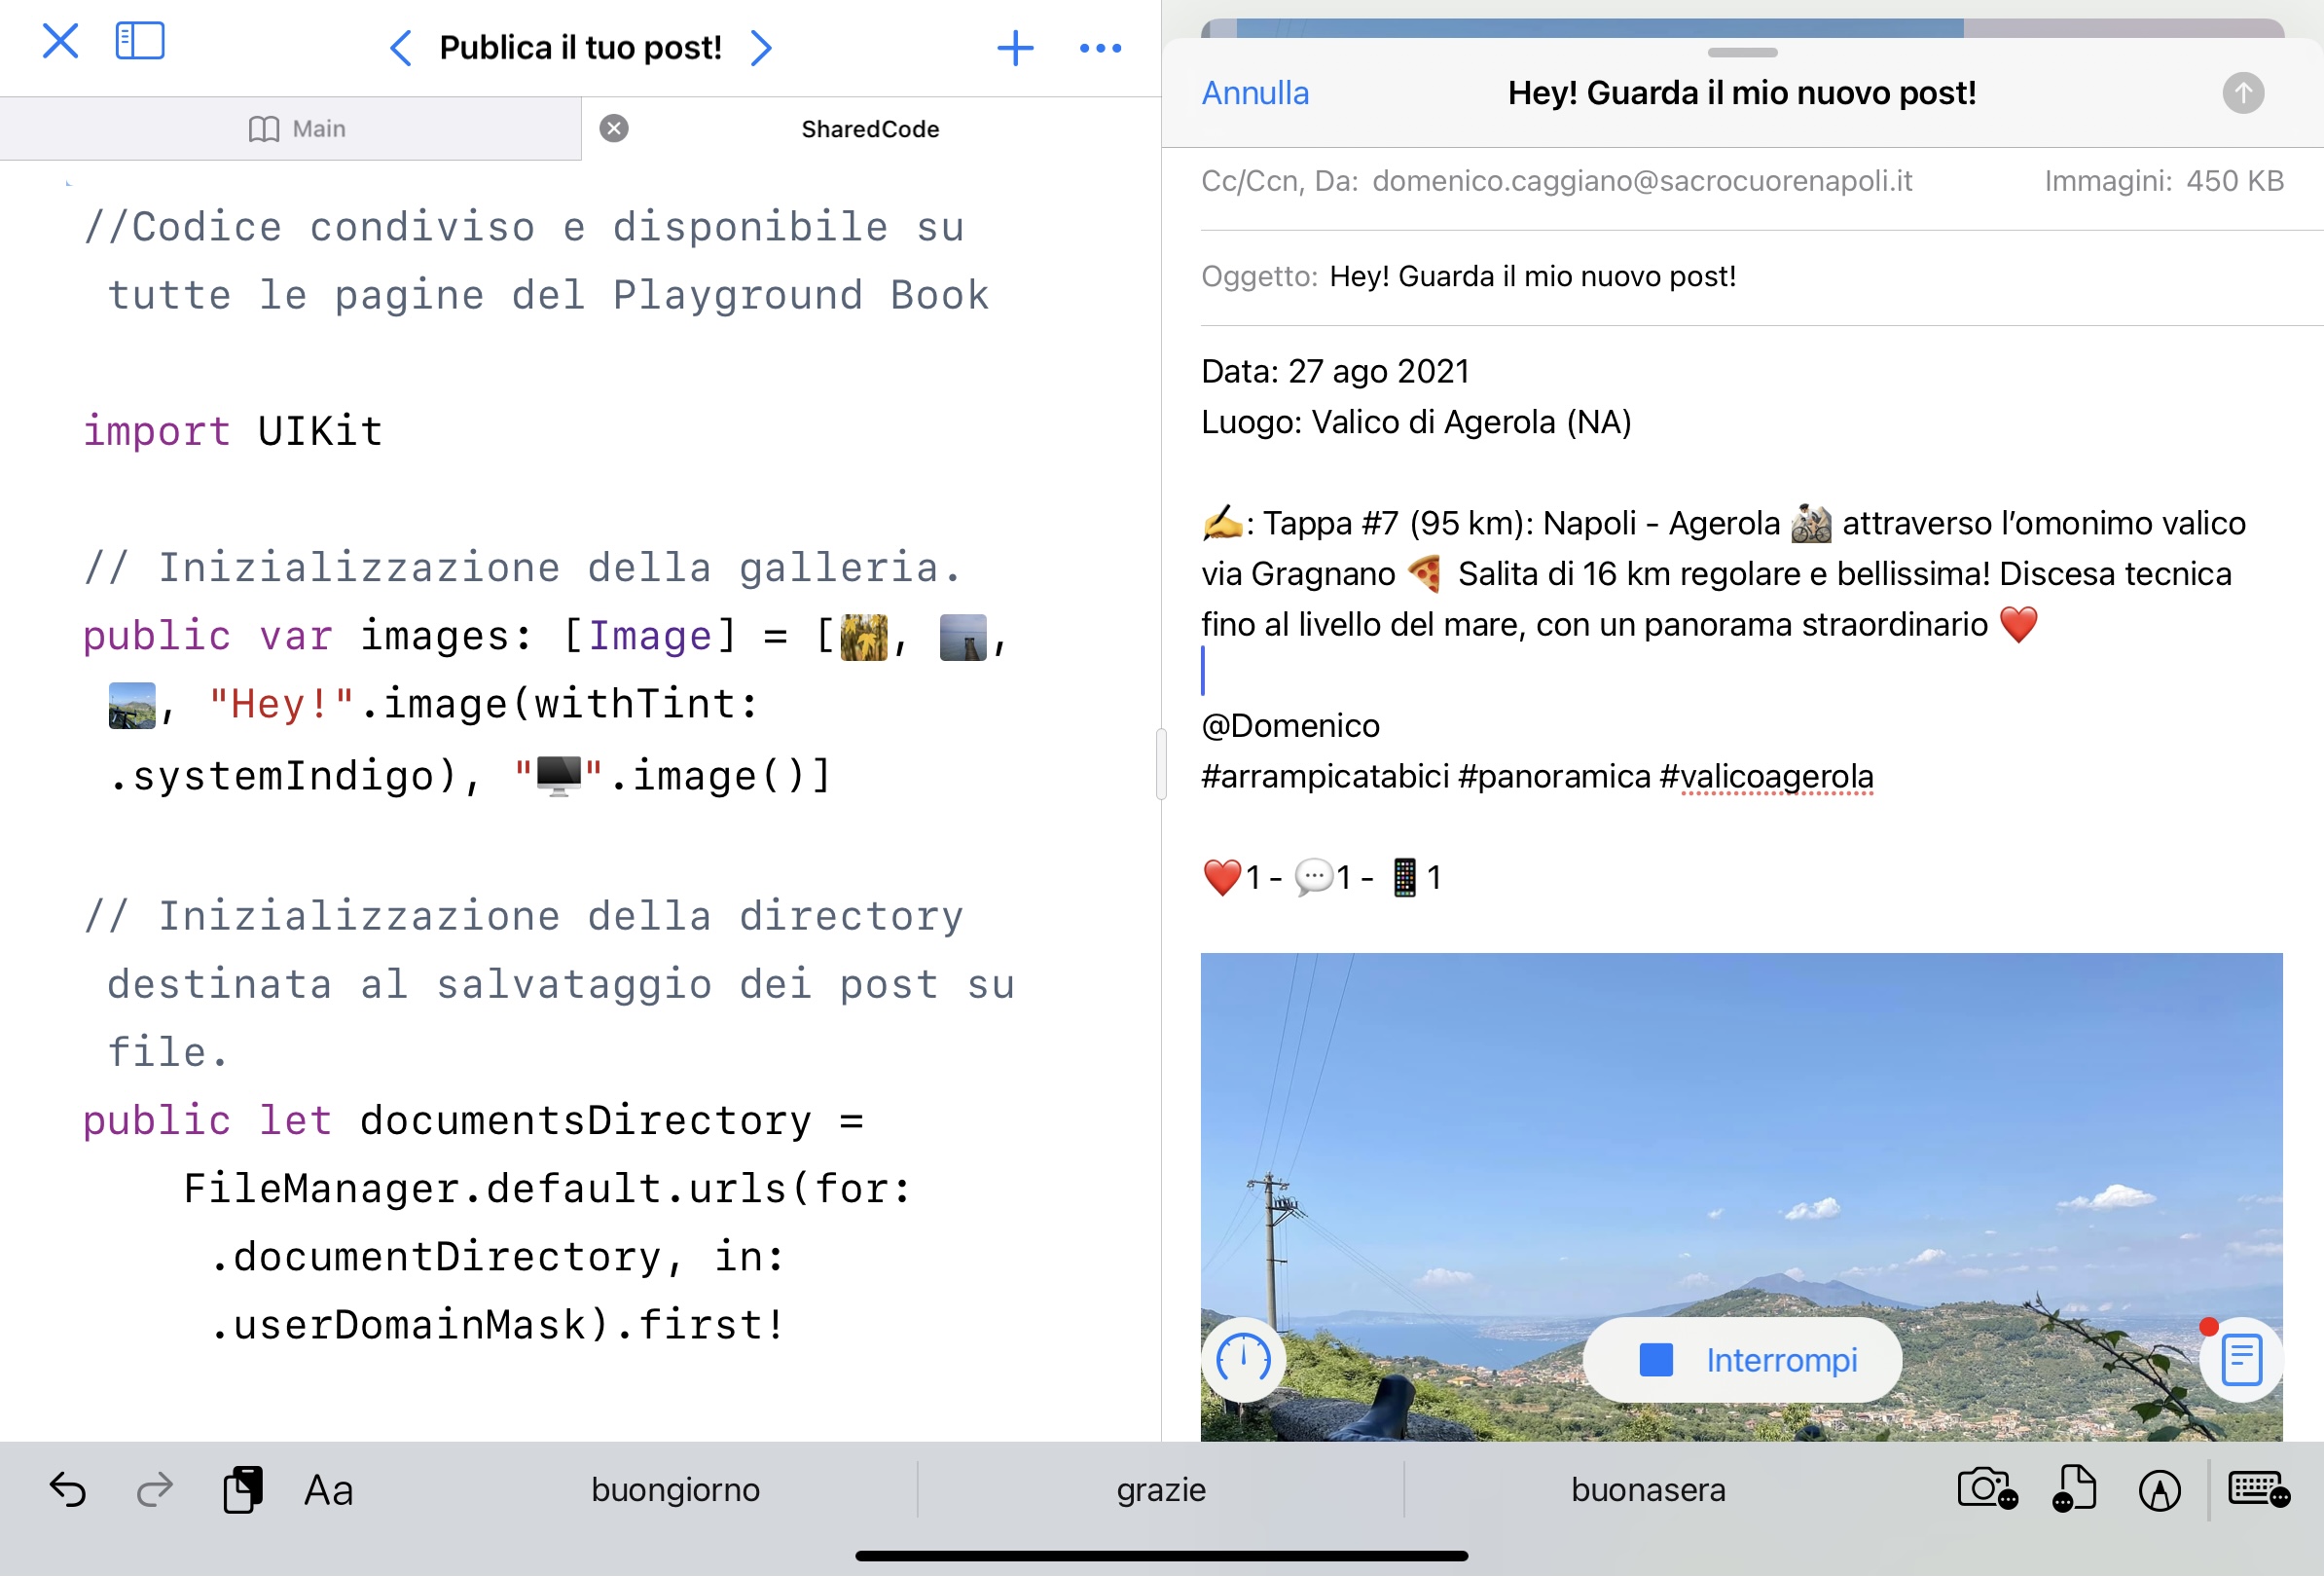 Publica il tuo post!
Main
SharedCode
//Codice condiviso e disponibile su
tutte le pagine del Playground Book
import UIKit
// Inizializzazione della galleria.
public var images: [Image] = [, ,
, "Hey!".image(withTint:
.systemIndigo), "🖥".image()]
// Inizializzazione della directory
destinata al salvataggio dei post su
file.
public let documentsDirectory =
FileManager.default.urls(for:
.documentDirectory, in:
.userDomainMask).first!
Annulla
Hey! Guarda il mio nuovo post!
Cc/Ccn, Da: domenico.caggiano@sacrocuorenapoli.it Immagini: 450 KB
Oggetto: Hey! Guarda il mio nuovo post!
Data: 27 ago 2021
Luogo: Valico di Agerola (NA)
✍️: Tappa #7 (95 km): Napoli - Agerola 🚵 attraverso l’omonimo valico
via Gragnano 🍕 Salita di 16 km regolare e bellissima! Discesa tecnica
fino al livello del mare, con un panorama straordinario ❤️
@Domenico
#arrampicatabici #panoramica #valicoagerola
❤️1 - 💬1 - 📱1
Interrompi
Aa
buongiorno
grazie
buonasera